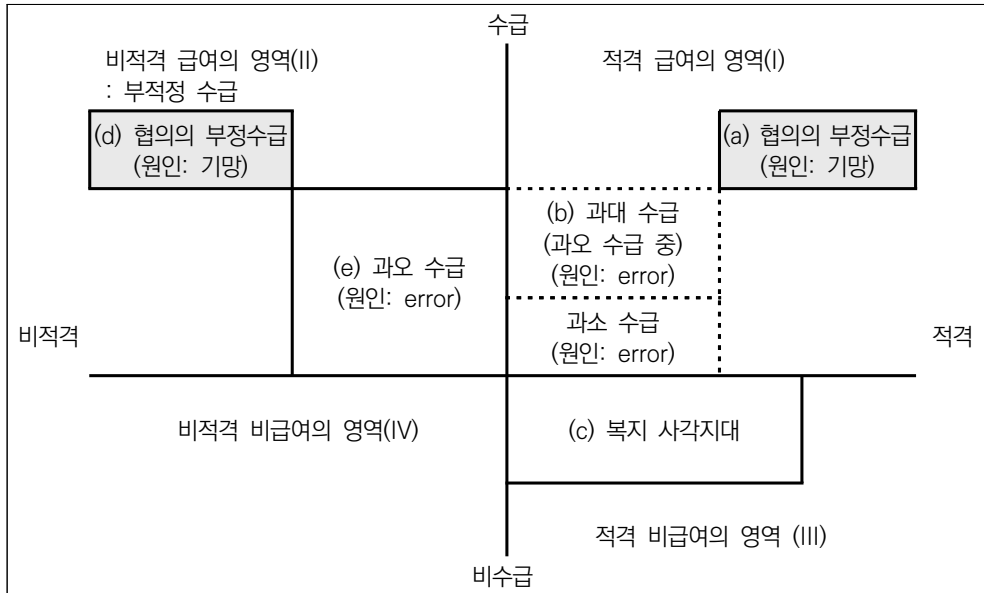 수급
비적격 급여의 영역(II)
: 부적정 수급
적격 급여의 영역(I)
(d) 협의의 부정수급
(원인: 기망)
(a) 협의의 부정수급
(원인: 기망)
(b) 과대 수급
(과오 수급 중)
(원인: error)
(e) 과오 수급
(원인: error)
과소 수급
(원인: error)
비적격
적격
비적격 비급여의 영역(IV)
(c) 복지 사각지대
적격 비급여의 영역 (III)
비수급